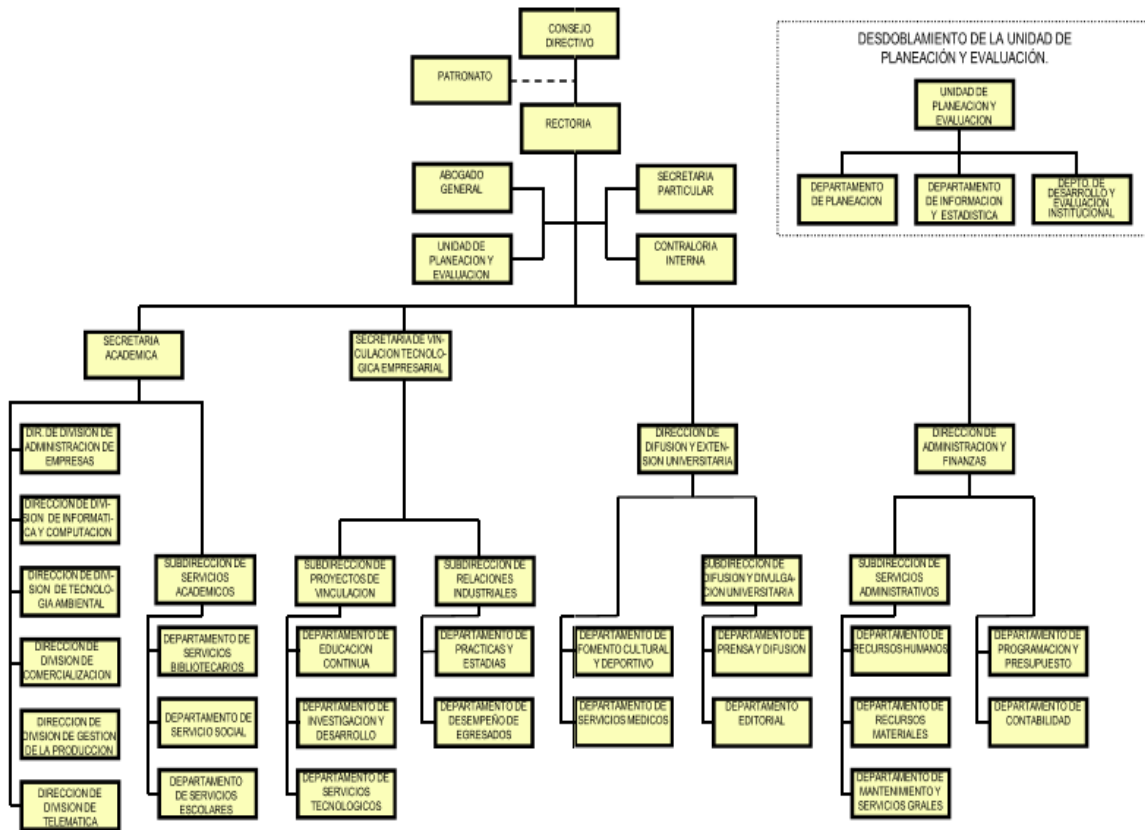 CONSEJO
DIRECTIVO
PATRONATO
RECTORIA
ABOGADO
GENERAL
SECRETARIA
PARTICULAR
UNIDAD DE
PLANEACION Y
EVALUACION
CONTRALORIA
INTERNA
DESDOBLAMIENTO DE LA UNIDAD DE
PLANEACIÓN Y EVALUACIÓN.
UNIDAD DE
PLANEACION Y
EVALUACION
DEPARTAMENTO
DE PLANEACION
DEPARTAMENTO
DE INFORMACION
Y ESTADISTICA
DEPTO. DE
DESARROLLO Y
EVALUACION
INSTITUCIONAL
SECRETARIA
ACADEMICA
SECRETARIA DE VIN-
CULACION TECNOLO-
GICA EMPRESARIAL
DIRECCION DE
DIFUSION Y EXTEN-
SION UNIVERSITARIA
DIRECCION DE
ADMINISTRACION Y
FINANZAS
DIR. DE DIVISION DE
ADMINISTRACION DE
EMPRESAS
DIRECCION DE DIVI-
SION DE INFORMATI-
CA Y COMPUTACION
DIRECCION DE DIVI-
SION DE TECNOLO-
GIA AMBIENTAL
DIRECCION DE
DIVISION DE
COMERCIALIZACION
DIRECCION DE
DIVISION DE GESTION
DE LA PRODUCCION
DIRECCION DE
DIVISION DE
TELEMATICA
SUBDIRECCION DE
SERVICIOS
ACADEMICOS
DEPARTAMENTO DE
SERVICIOS
BIBLIOTECARIOS
DEPARTAMENTO DE
SERVICIO SOCIAL
DEPARTAMENTO
DE SERVICIOS
ESCOLARES
SUBDIRECCION DE
PROYECTOS DE
VINCULACION
DEPARTAMENTO DE
EDUCACION
CONTINUA
DEPARTAMENTO DE
INVESTIGACION Y
DESARROLLO
DEPARTAMENTO DE
SERVICIOS
TECNOLOGICOS
SUBDIRECCION DE
RELACIONES
INDUSTRIALES
DEPARTAMENTO DE
PRACTICAS Y
ESTADIAS
DEPARTAMENTO DE
DESEMPEÑO DE
EGRESADOS
DEPARTAMENTO DE
FOMENTO CULTURAL
Y DEPORTIVO
DEPARTAMENTO DE
SERVICIOS MEDICOS
SUBDIRECCION DE
DIFUSION Y DIVULGA-
CION UNIVERSITARIA
DEPARTAMENTO DE
PRENSA Y DIFUSION
DEPARTAMENTO
EDITORIAL
SUBDIRECCION DE
SERVICIOS
ADMINISTRATIVOS
DEPARTAMENTO DE
RECURSOS HUMANOS
DEPARTAMENTO DE
RECURSOS
MATERIALES
DEPARTAMENTO DE
MANTENIMIENTO Y
SERVICIOS GRALES
DEPARTAMENTO DE
PROGRAMACION Y
PRESUPUESTO
DEPARTAMENTO DE
CONTABILIDAD